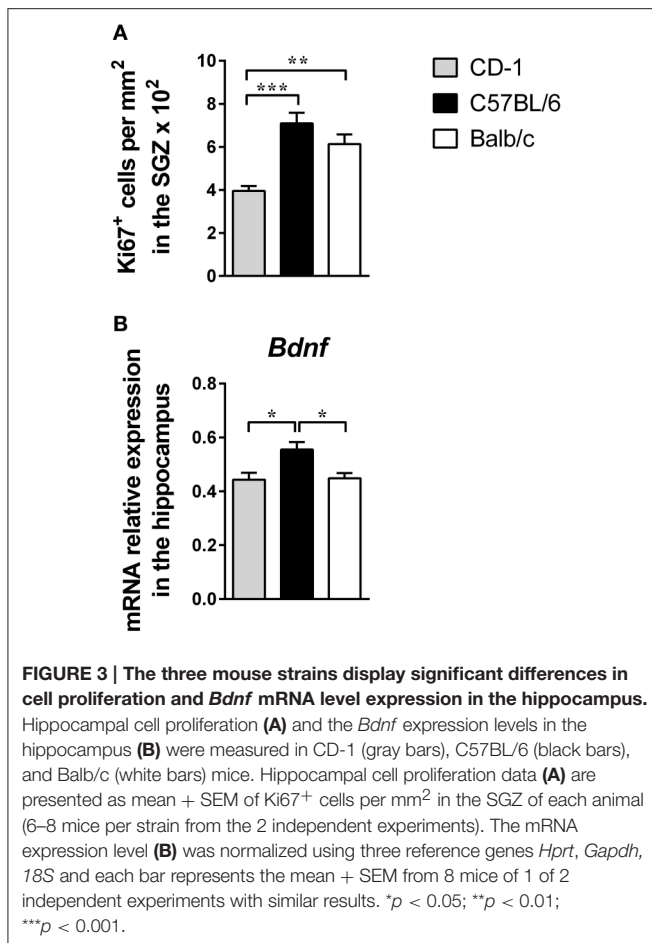 A
Ki67+ cells per mm2
in the SGZ x 102
10
8
6
4
2
0
***
**
CD-1
C57BL/6
Balb/c
B
Bdnf
mRNA relative expression
in the hippocampus
0.8
0.6
0.4
0.2
0.0
*
*
FIGURE 3 | The three mouse strains display significant differences in
cell proliferation and Bdnf mRNA level expression in the hippocampus.
Hippocampal cell proliferation (A) and the Bdnf expression levels in the
hippocampus (B) were measured in CD-1 (gray bars), C57BL/6 (black bars),
and Balb/c (white bars) mice. Hippocampal cell proliferation data (A) are
presented as mean + SEM of Ki67+ cells per mm2 in the SGZ of each animal
(6–8 mice per strain from the 2 independent experiments). The mRNA
expression level (B) was normalized using three reference genes Hprt, Gapdh,
18S and each bar represents the mean + SEM from 8 mice of 1 of 2
independent experiments with similar results. *p < 0.05; **p < 0.01;
***p < 0.001.